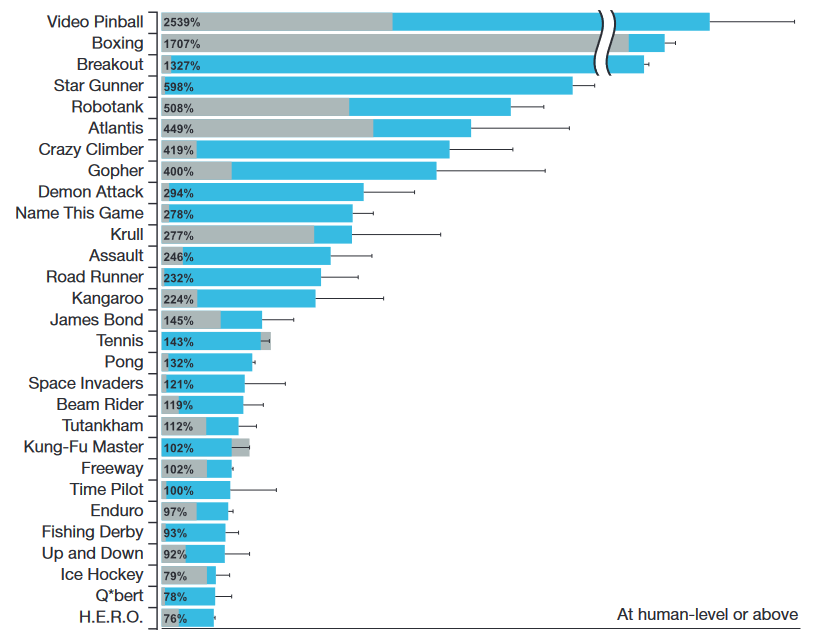 Video Pinball 2539%
Boxing 1707%
Breakout 1327%
Star Gunner 598%
Robotank 508%
Atlantis 449%
Crazy Climber 419%
Gopher 400%
Demon Attack 294%
Name This Game 278%
Krull 277%
Assault 246%
Road Runner 232%
Kangaroo 224%
James Bond 145%
Tennis 143%
Pong 132%
Space Invaders 121%
Beam Rider 119%
Tutankham 112%
Kung-Fu Master 102%
Freeway 102%
Time Pilot 100%
Enduro 97%
Fishing Derby 93%
Up and Down 92%
Ice Hockey 79%
Q*bert 78%
H.E.R.O. 76%
At human-level or above